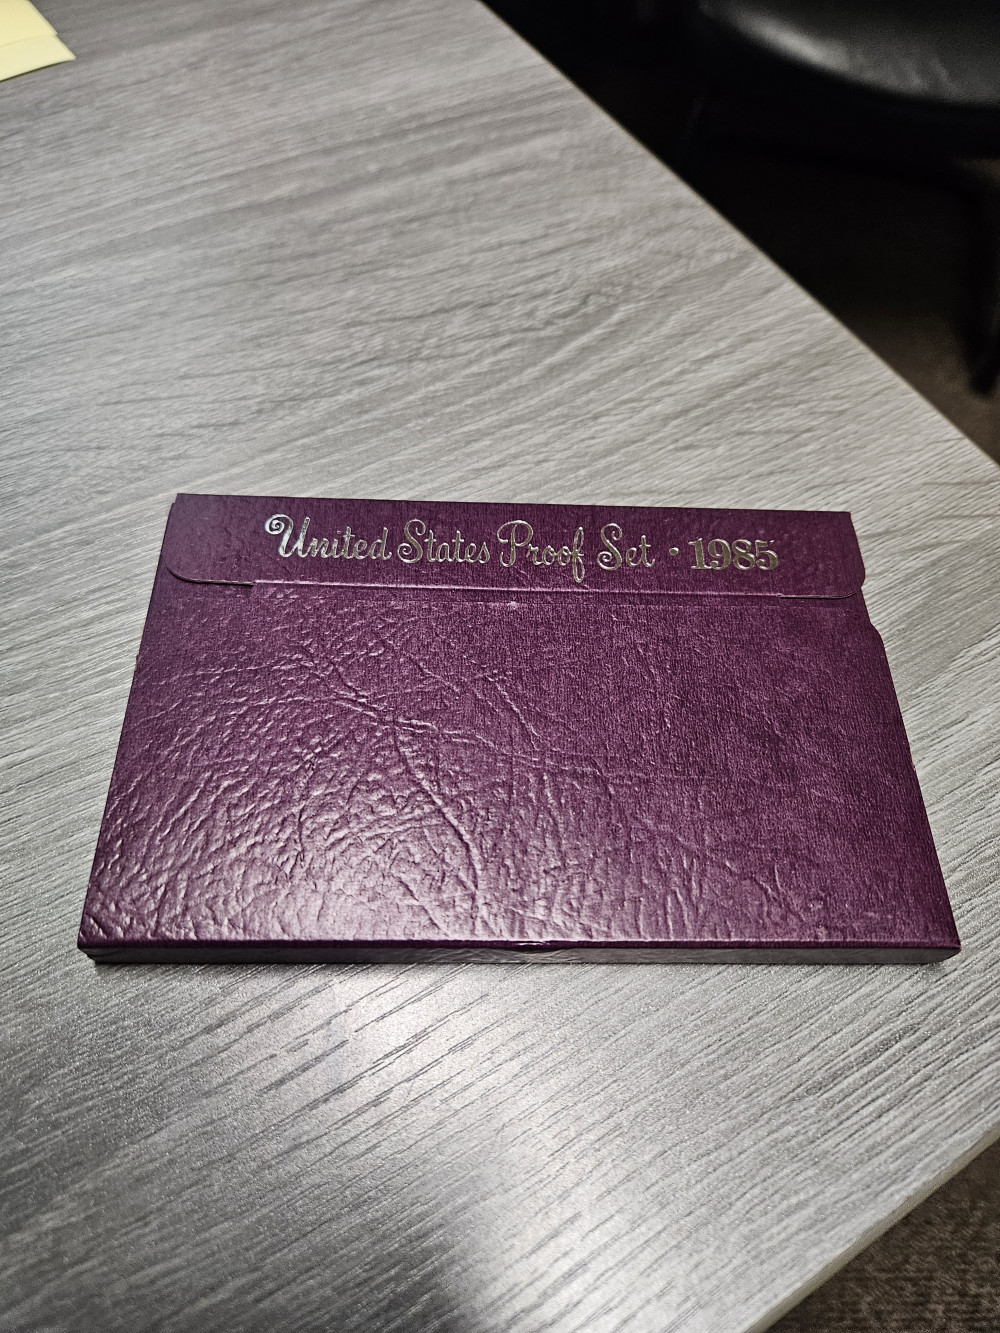 United States Proof Set · 1985